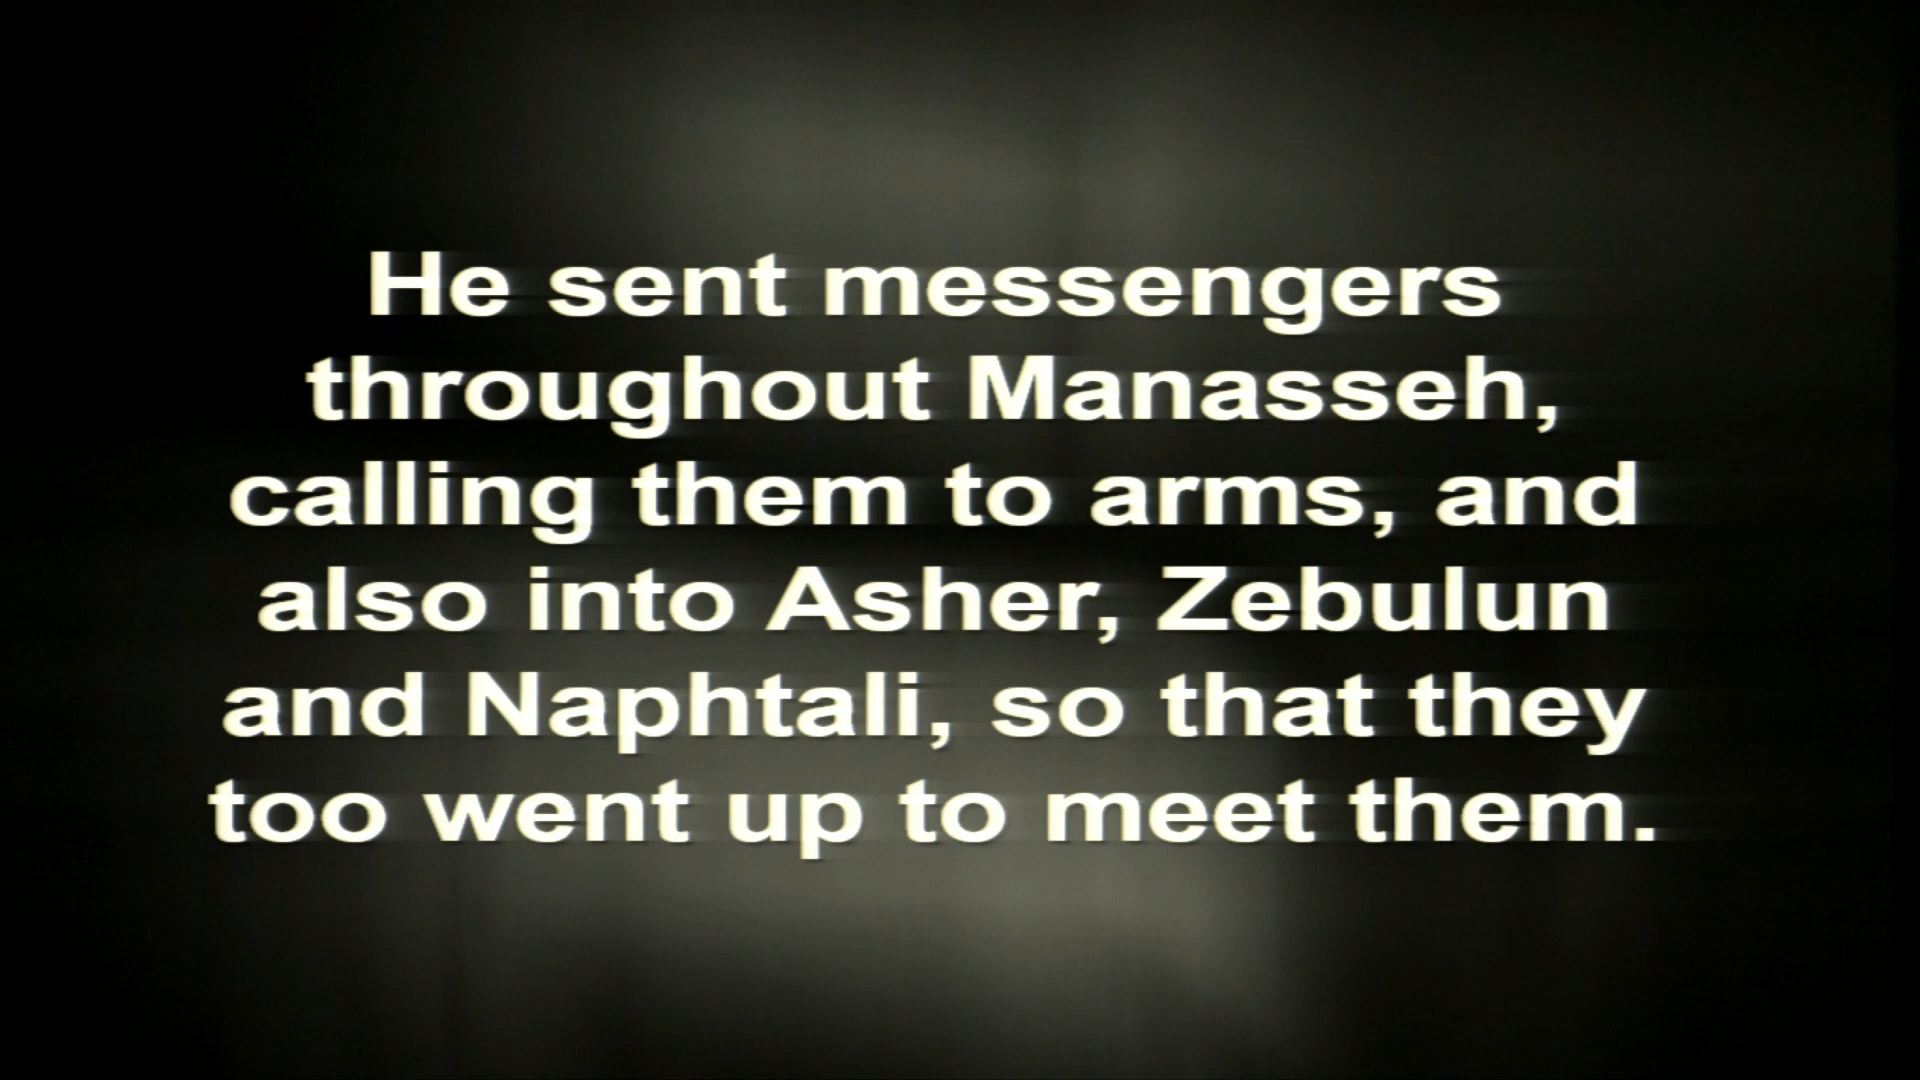 He sent messengers
throughout Manasseh,
calling them to arms, and
also into Asher, Zebulun
and Naphtali, so that they
too went up to meet them.